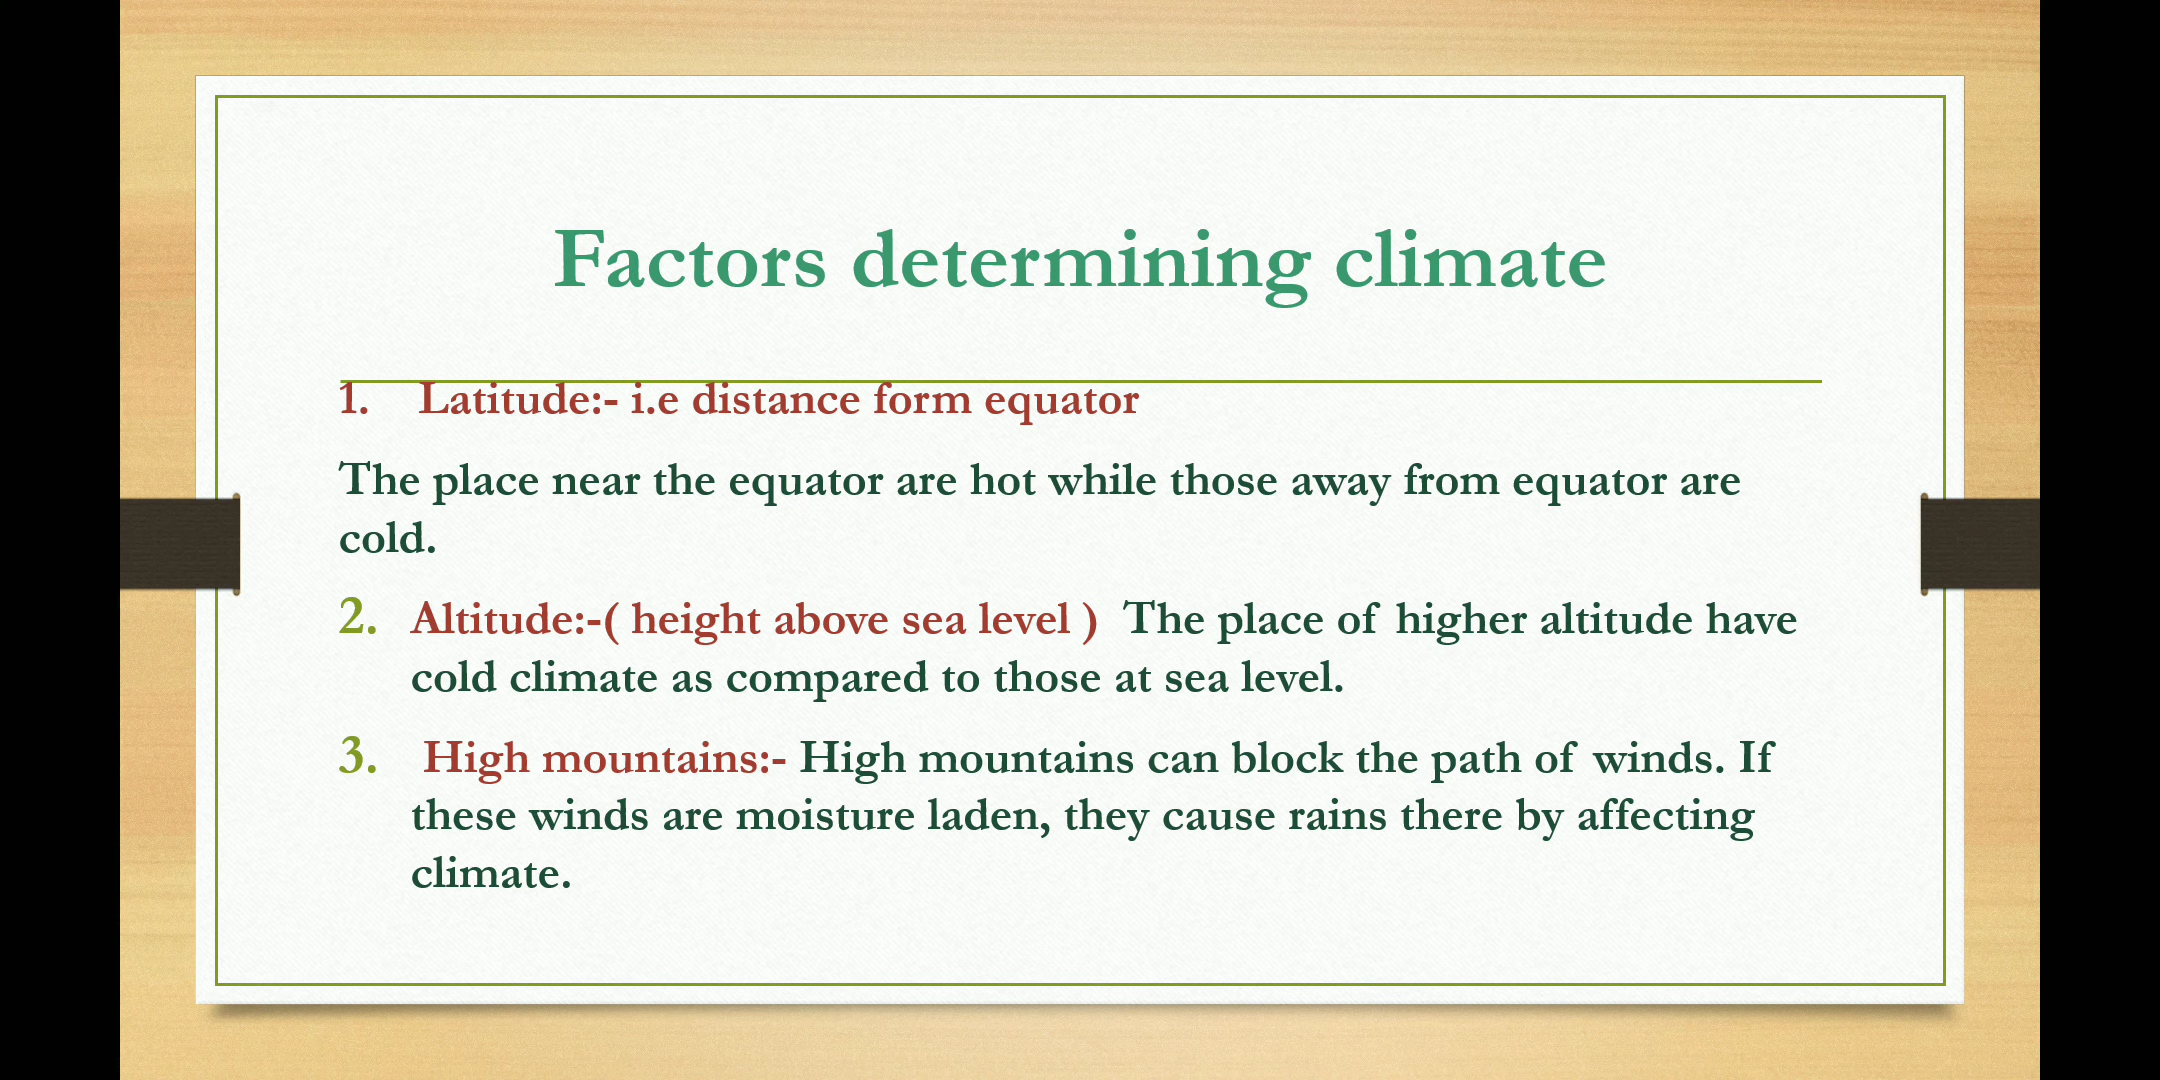 Factors determining climate
1. Latitude:- i.e distance form equator
The place near the equator are hot while those away from equator are
cold.
2. Altitude:-( height above sea level ) The place of higher altitude have
cold climate as compared to those at sea level.
3. High mountains:- High mountains can block the path of winds. If
these winds are moisture laden, they cause rains there by affecting
climate.